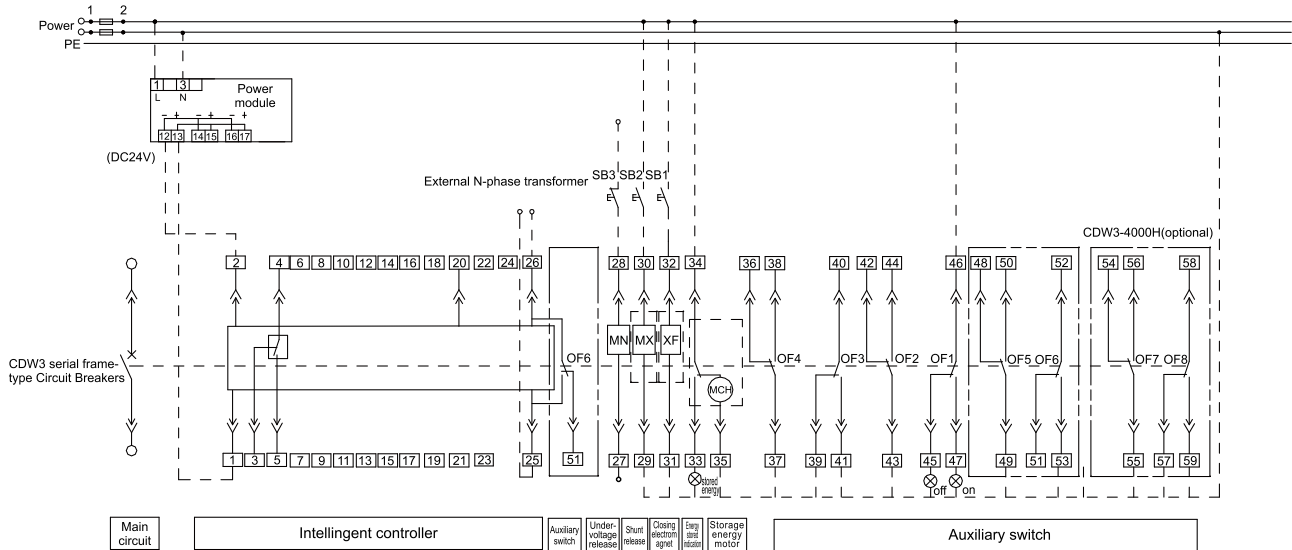 1 2
Power
PE
1 3
L N
Power
module
- + - + - +
12 13 14 15 16 17
(DC24V)
External N-phase transformer
SB3 SB2 SB1
CDW3-4000H(optional)
2 4 6 8 10 12 14 16 18 20 22 24 26 28 30 32 34 36 38 40 42 44 46 48 50 52 54 56 58
MN MX XF
CDW3 serial frame-
type Circuit Breakers
OF6 OF4 OF3 OF2 OF1 OF5 OF6 OF7 OF8
MCH
1 3 5 7 9 11 13 15 17 19 21 23 25 51 27 29 31 33 35 37 39 41 43 45 47 49 51 53 55 57 59
stored
energy
off on
Main
circuit
Intellingent controller
Auxiliary
switch
Under-
voltage
release
Shunt
release
Closing
electrom
agnet
Energy
stored
indication
Storage
energy
motor
Auxiliary switch